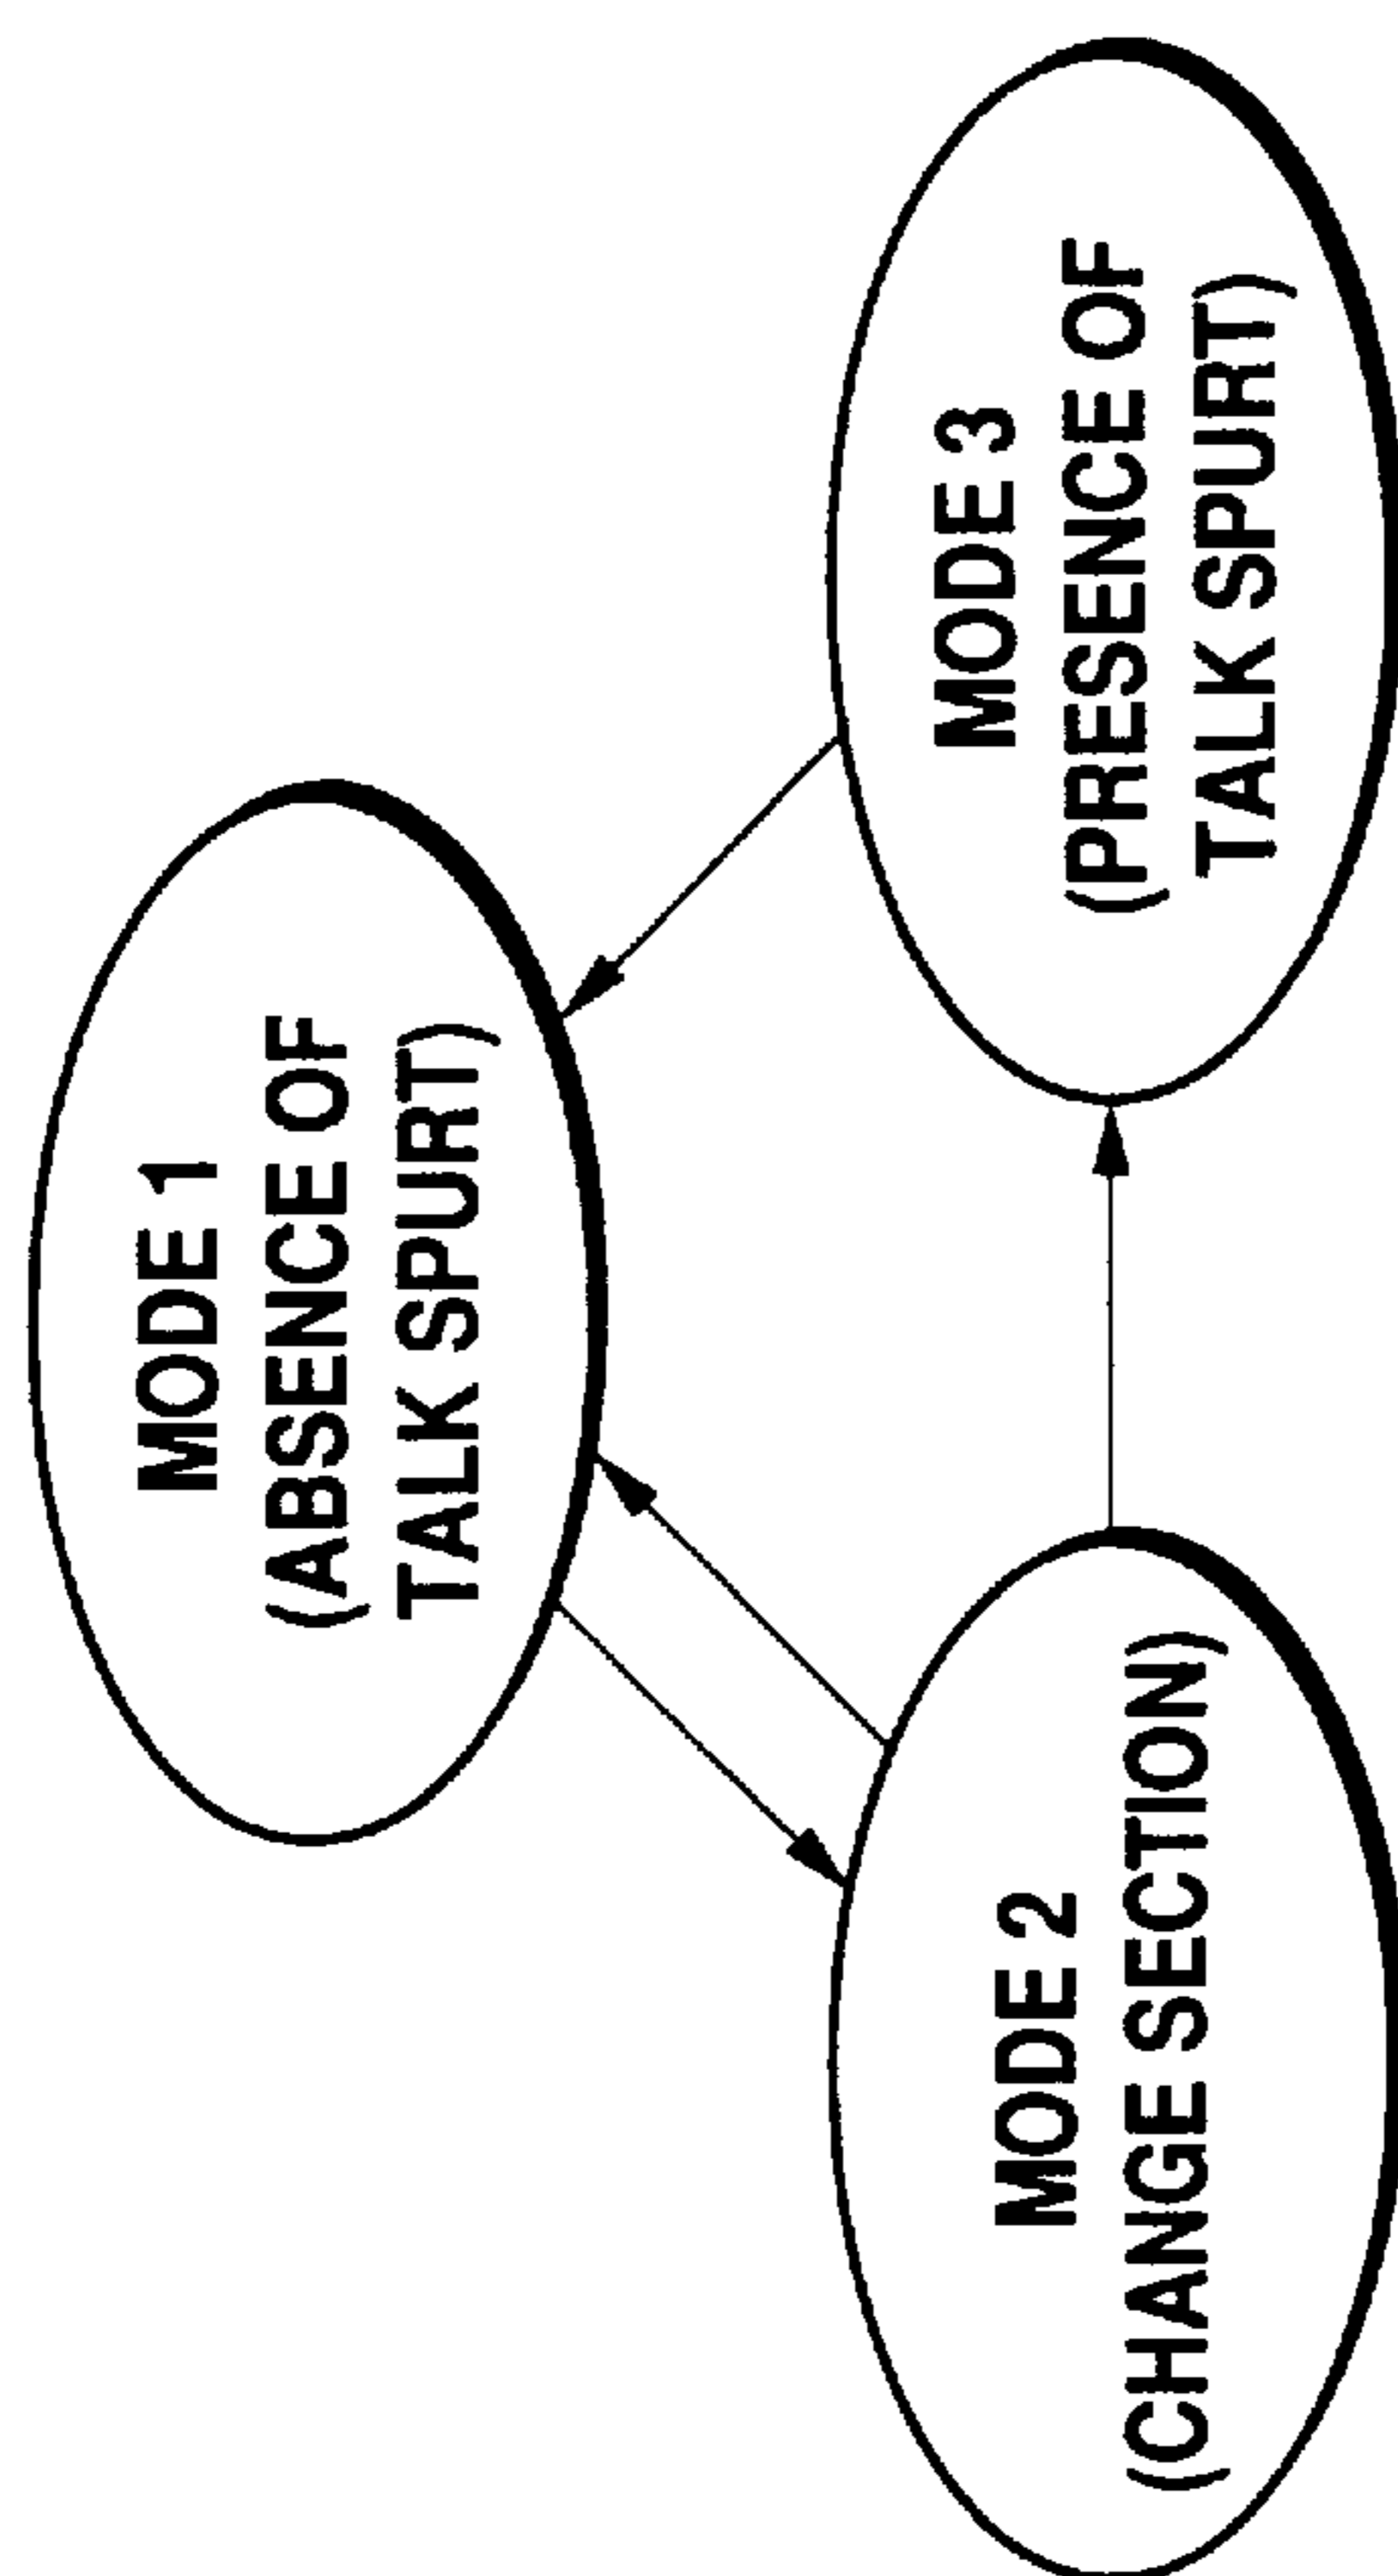 MODE 1
(ABSENCE OF
TALK SPURT)
MODE 2
(CHANGE SECTION)
MODE 3
(PRESENCE OF
TALK SPURT)